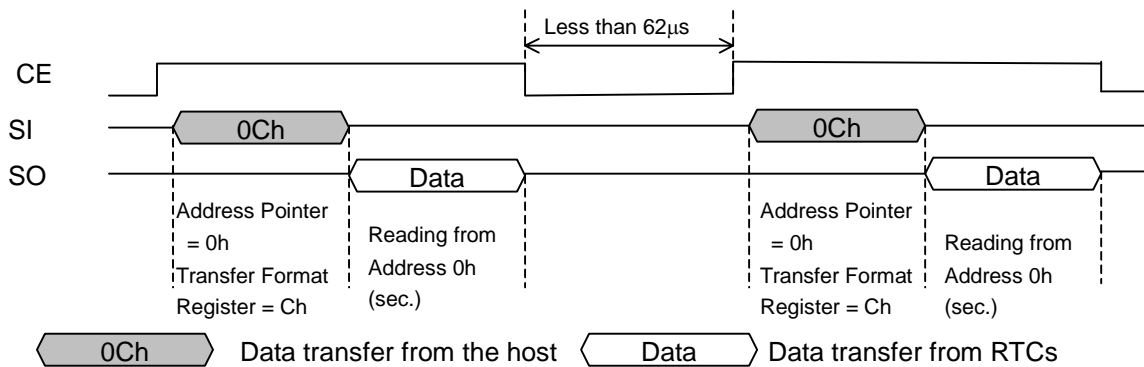 Less than 62μs
CE
SI
0Ch
0Ch
SO
Data
Data
Address Pointer
= 0h
Transfer Format
Register = Ch
Reading from
Address 0h
(sec.)
Address Pointer
= 0h
Transfer Format
Register = Ch
Reading from
Address 0h
(sec.)
0Ch
Data transfer from the host
Data
Data transfer from RTCs